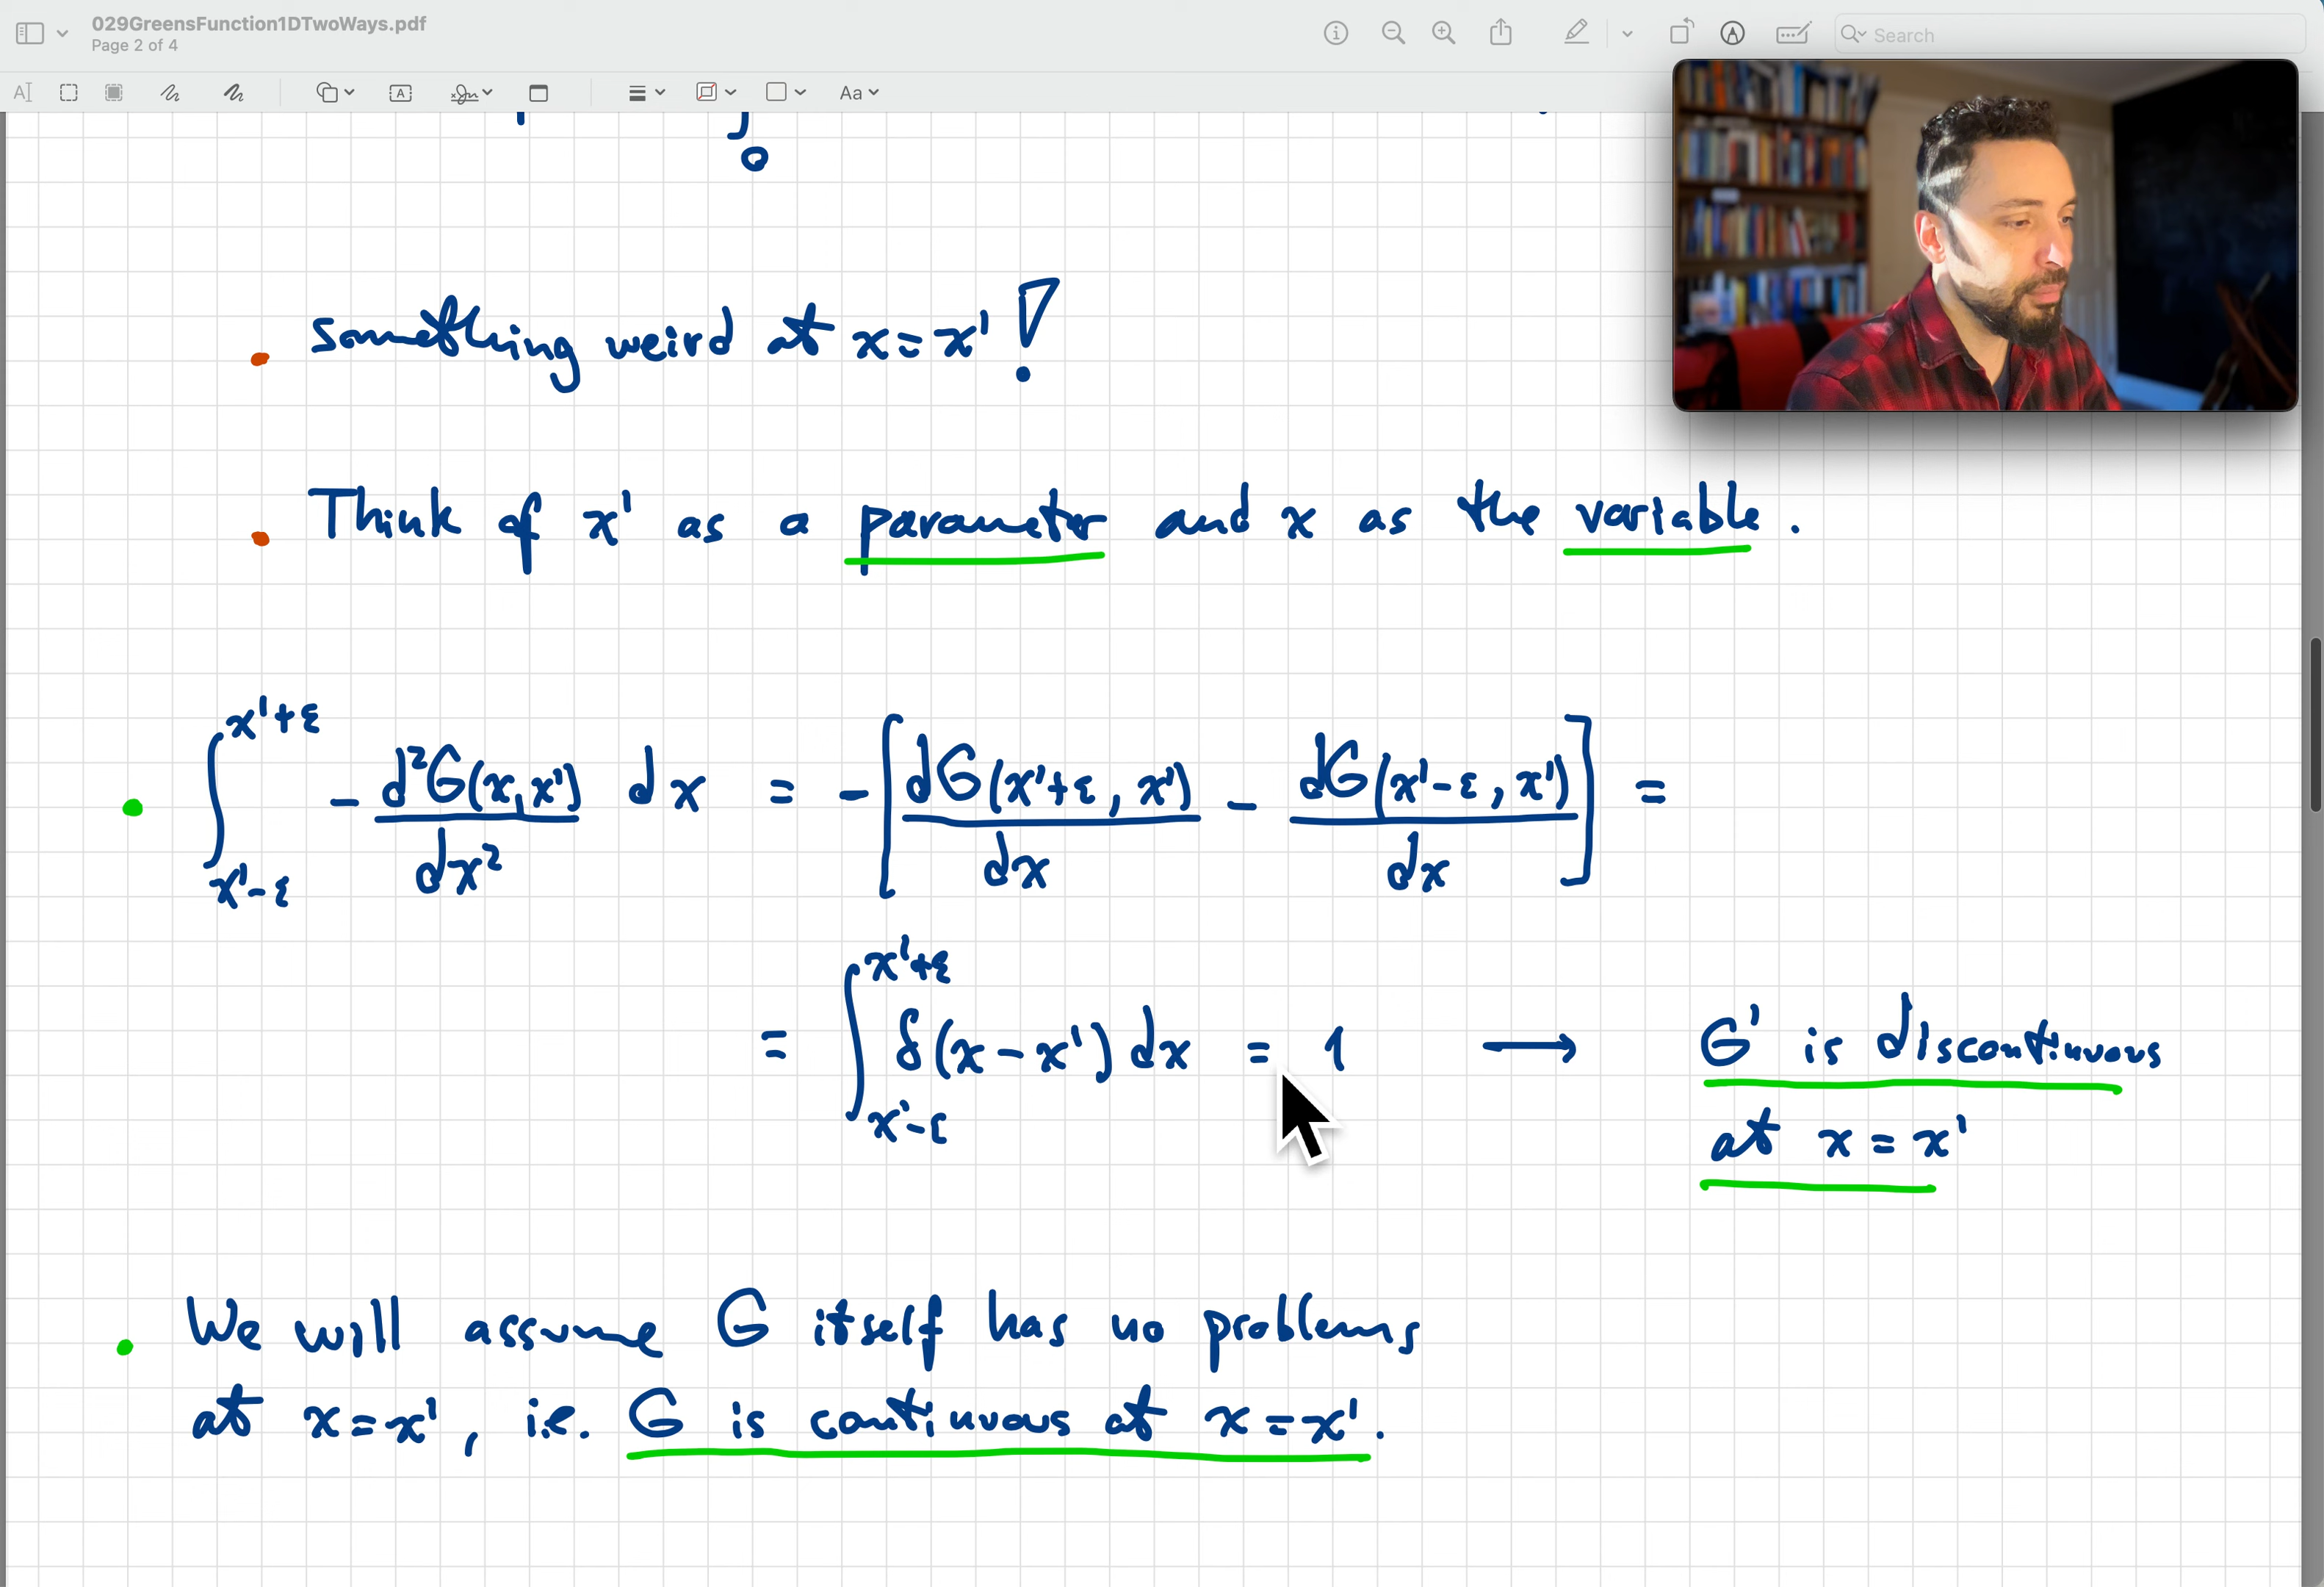 029GreensFunction1DTwoWays.pdf
Page 2 of 4
Search
Aa
0
something weird at x=x'!
Think of x' as a parameter and x as the variable.
∫_{x'-ε}^{x'+ε} - d²G(x,x')/dx² dx = -[dG(x'+ε, x')/dx - dG(x'-ε, x')/dx] =
= ∫_{x'-ε}^{x'+ε} δ(x-x') dx = 1 → G' is discontinuous
at x=x'
We will assume G itself has no problems
at x=x', i.e. G is continuous at x=x'.